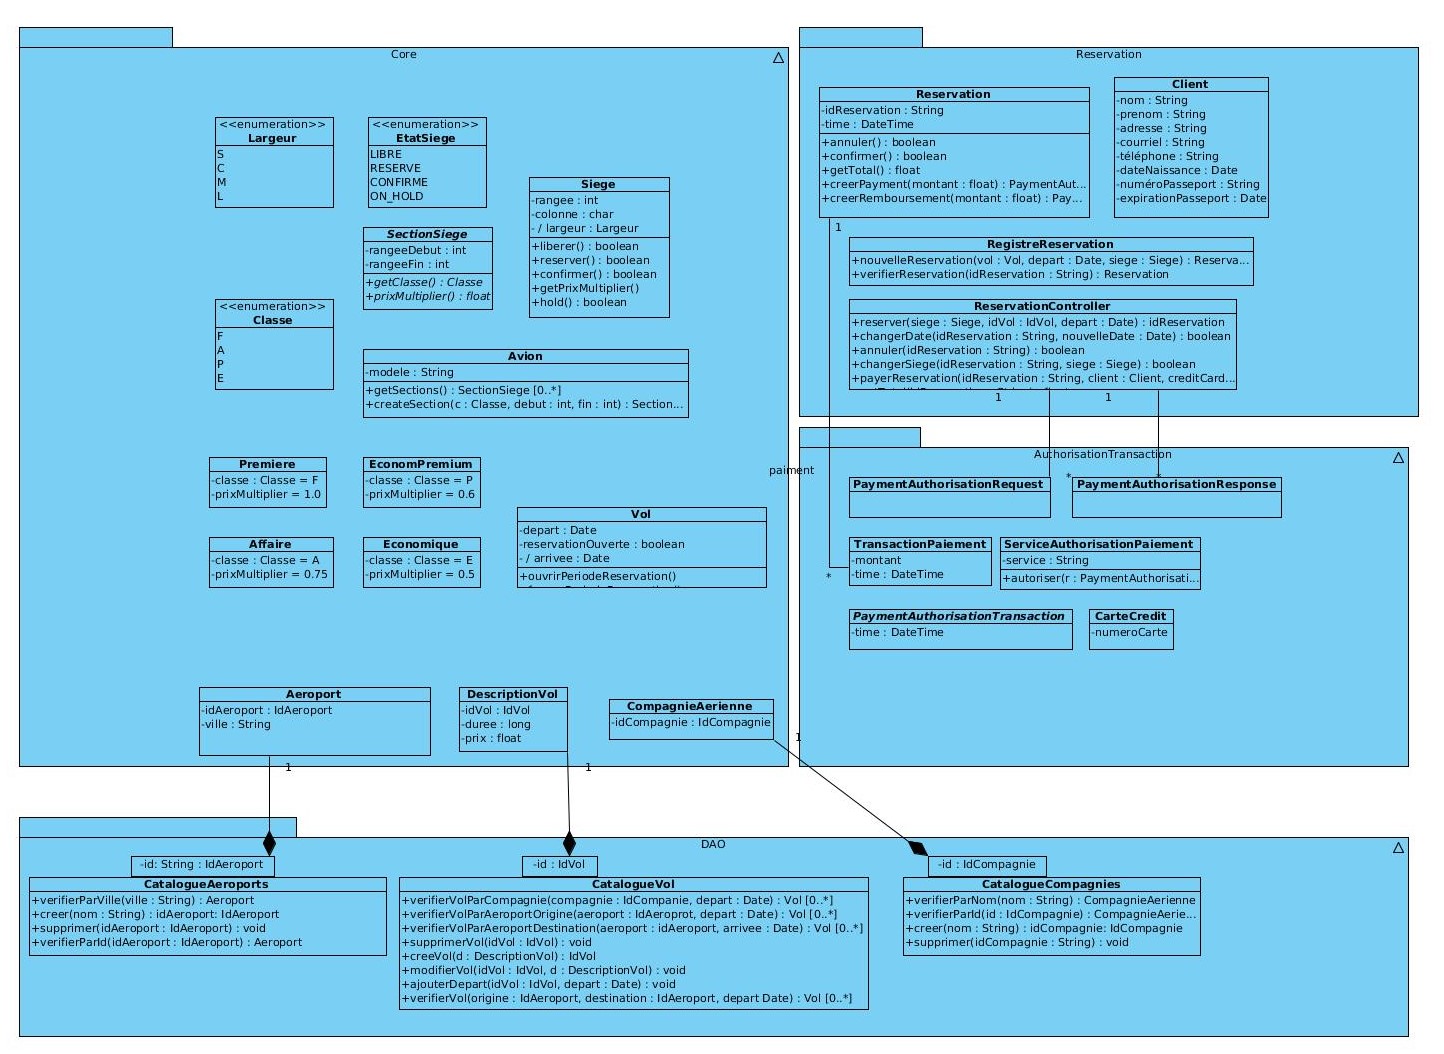 Core
<<enumeration>>
Largeur
S
C
M
L
<<enumeration>>
EtatSiege
LIBRE
RESERVE
CONFIRME
ON_HOLD
Siege
-rangee : int
-colonne : char
- / largeur : Largeur
+liberer() : boolean
+reserver() : boolean
+confirmer() : boolean
+getPrixMultiplier()
+hold() : boolean
SectionSiege
-rangeeDebut : int
-rangeeFin : int
+getClasse() : Classe
+prixMultiplier() : float
<<enumeration>>
Classe
F
A
P
E
Avion
-modele : String
+getSections() : SectionSiege [0..*]
+createSection(c : Classe, debut : int, fin : int) : Section...
Premiere
-classe : Classe = F
-prixMultiplier = 1.0
EconomPremium
-classe : Classe = P
-prixMultiplier = 0.6
Affaire
-classe : Classe = A
-prixMultiplier = 0.75
Economique
-classe : Classe = E
-prixMultiplier = 0.5
Vol
-depart : Date
-reservationOuverte : boolean
- / arrivee : Date
+ouvrirPeriodeReservation()
Aeroport
-idAeroport : IdAeroport
-ville : String
DescriptionVol
-idVol : IdVol
-duree : long
-prix : float
CompagnieAerienne
-idCompagnie : IdCompagnie
1
1
1
Reservation
Reservation
-idReservation : String
-time : DateTime
+annuler() : boolean
+confirmer() : boolean
+getTotal() : float
+creerPayment(montant : float) : PaymentAut...
+creerRemboursement(montant : float) : Pay...
Client
-nom : String
-prenom : String
-adresse : String
-courriel : String
-téléphone : String
-dateNaissance : Date
-numéroPasseport : String
-expirationPasseport : Date
1
RegistreReservation
+nouvelleReservation(vol : Vol, depart : Date, siege : Siege) : Reserva...
+verifierReservation(idReservation : String) : Reservation
ReservationController
+reserver(siege : Siege, idVol : IdVol, depart : Date) : idReservation
+changerDate(idReservation : String, nouvelleDate : Date) : boolean
+annuler(idReservation : String) : boolean
+changerSiege(idReservation : String, siege : Siege) : boolean
+payerReservation(idReservation : String, client : Client, creditCard...
1
1
AuthorisationTransaction
paiment
*
*
PaymentAuthorisationRequest
PaymentAuthorisationResponse
TransactionPaiement
-montant
-time : DateTime
*
ServiceAuthorisationPaiement
-service : String
+autoriser(r : PaymentAuthorisati...
PaymentAuthorisationTransaction
-time : DateTime
CarteCredit
-numeroCarte
DAO
-id: String : IdAeroport
CatalogueAeroports
+verifierParVille(ville : String) : Aeroport
+creer(nom : String) : idAeroport: IdAeroport
+supprimer(idAeroport : IdAeroport) : void
+verifierParId(idAeroport : IdAeroport) : Aeroport
-id : IdVol
CatalogueVol
+verifierVolParCompagnie(compagnie : IdCompanie, depart : Date) : Vol [0..*]
+verifierVolParAeroportOrigine(aeroport : IdAeroprot, depart : Date) : Vol [0..*]
+verifierVolParAeroportDestination(aeroport : idAeroport, arrivee : Date) : Vol [0..*]
+supprimerVol(idVol : IdVol) : void
+creeVol(d : DescriptionVol) : IdVol
+modifierVol(idVol : IdVol, d : DescriptionVol) : void
+ajouterDepart(idVol : IdVol, depart : Date) : void
+verifierVol(origine : IdAeroport, destination : IdAeroport, depart Date) : Vol [0..*]
-id : IdCompagnie
CatalogueCompagnies
+verifierParNom(nom : String) : CompagnieAerienne
+verifierParId(id : IdCompagnie) : CompagnieAerie...
+creer(nom : String) : idCompagnie: IdCompagnie
+supprimer(idCompagnie : String) : void